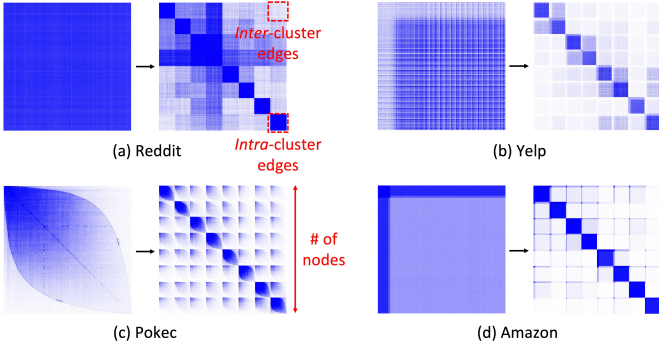 Inter-cluster
edges
(a) Reddit
Intra-cluster
edges
(b) Yelp
# of
nodes
(c) Pokec
(d) Amazon